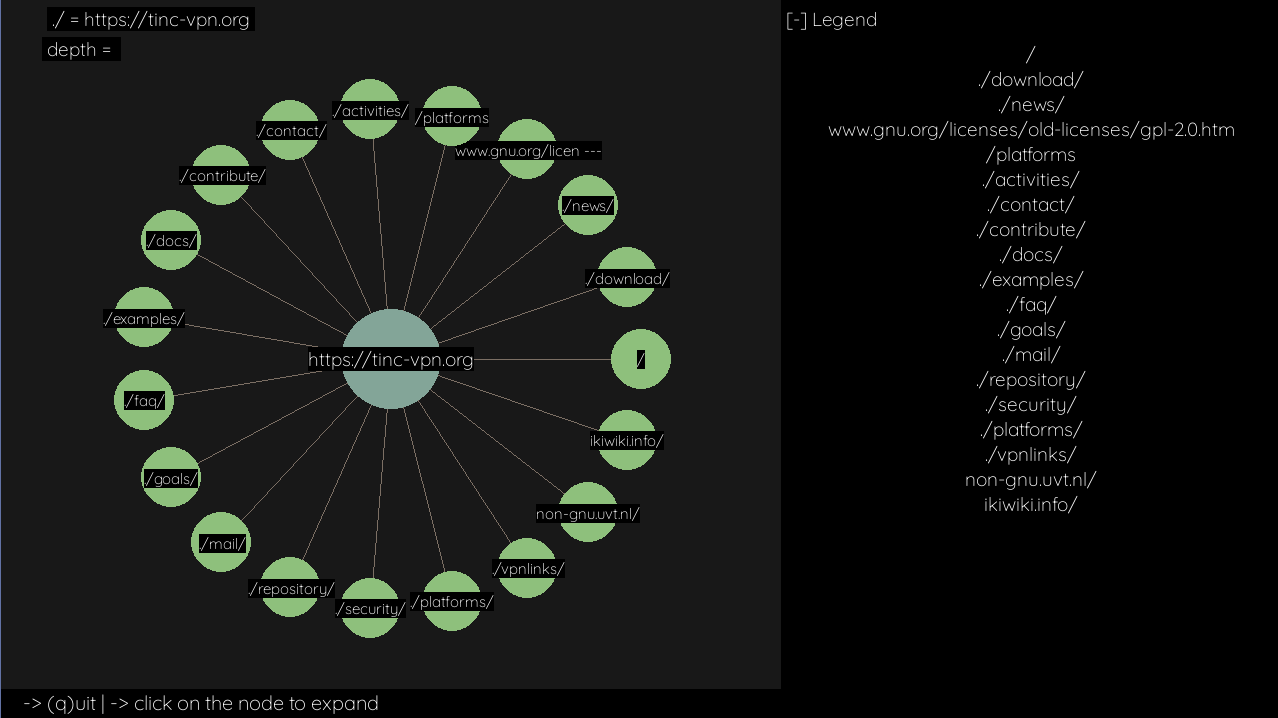 ./ = https://tinc-vpn.org
depth =
./activities/
./platforms
./contact/
www.gnu.org/licen ---
./contribute/
./news/
./docs/
./download/
./examples/
https://tinc-vpn.org
/
./faq/
ikiwiki.info/
./goals/
non-gnu.uvt.nl/
./mail/
./vpnlinks/
./repository/
./security/
./platforms/
-> (q)uit | -> click on the node to expand
[-] Legend
/
./download/
./news/
www.gnu.org/licenses/old-licenses/gpl-2.0.htm
./platforms
./activities/
./contact/
./contribute/
./docs/
./examples/
./faq/
./goals/
./mail/
./repository/
./security/
./platforms/
./vpnlinks/
non-gnu.uvt.nl/
ikiwiki.info/